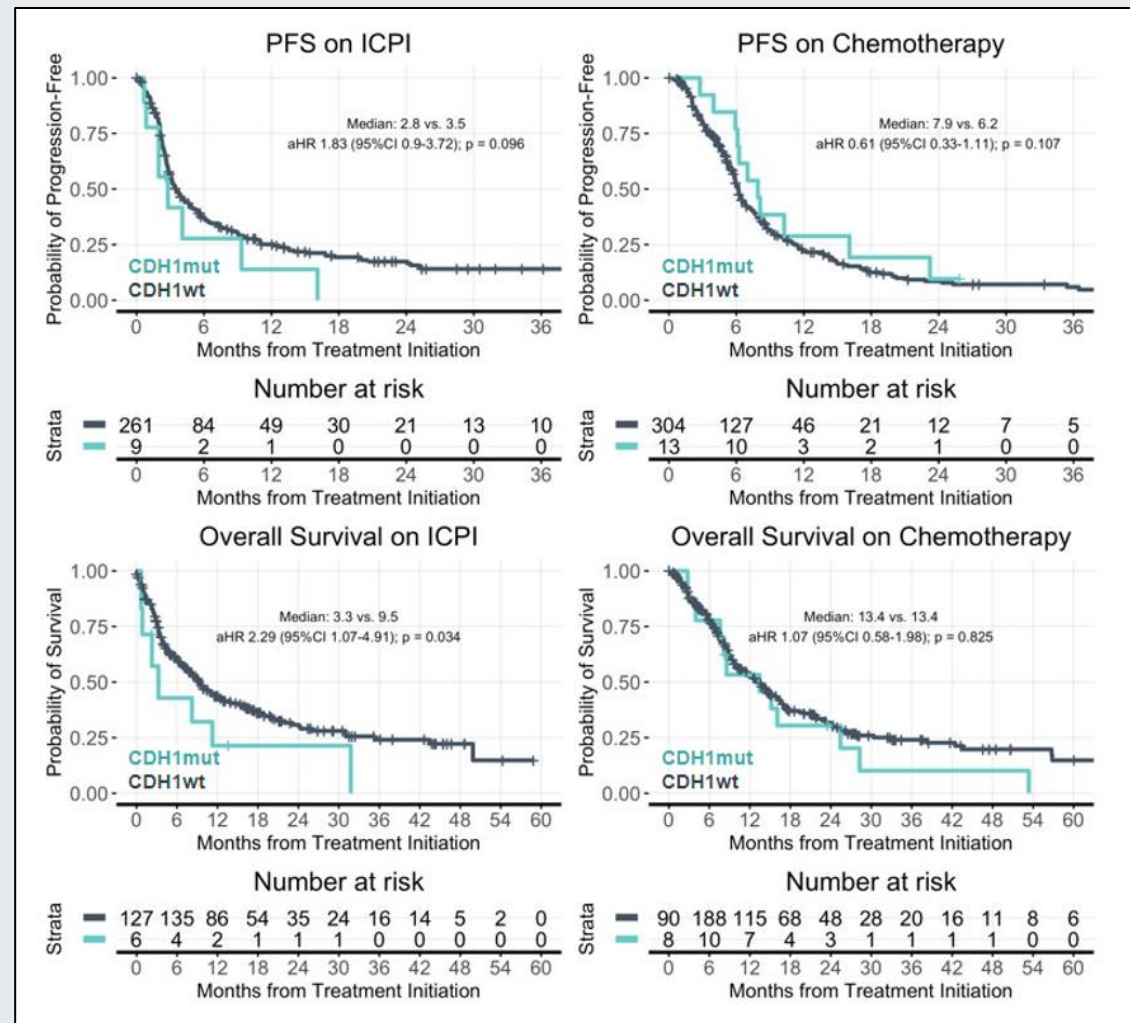 PFS on ICPI
Probability of Progression-Free
1.00
0.75
0.50
0.25
0.00
Median: 2.8 vs. 3.5
aHR 1.83 (95%CI 0.9-3.72); p = 0.096
CDH1mut
CDH1wt
0 6 12 18 24 30 36
Months from Treatment Initiation
Number at risk
Strata
261 84 49 30 21 13 10
9 2 1 0 0 0 0
0 6 12 18 24 30 36
Months from Treatment Initiation
PFS on Chemotherapy
Probability of Progression-Free
1.00
0.75
0.50
0.25
0.00
Median: 7.9 vs. 6.2
aHR 0.61 (95%CI 0.33-1.11); p = 0.107
CDH1mut
CDH1wt
0 6 12 18 24 30 36
Months from Treatment Initiation
Number at risk
Strata
304 127 46 21 12 7 5
13 10 3 2 1 0 0
0 6 12 18 24 30 36
Months from Treatment Initiation
Overall Survival on ICPI
Probability of Survival
1.00
0.75
0.50
0.25
0.00
Median: 3.3 vs. 9.5
aHR 2.29 (95%CI 1.07-4.91); p = 0.034
CDH1mut
CDH1wt
0 6 12 18 24 30 36 42 48 54 60
Months from Treatment Initiation
Number at risk
Strata
127 135 86 54 35 24 16 14 5 2 0
6 4 2 1 1 1 0 0 0 0 0
0 6 12 18 24 30 36 42 48 54 60
Months from Treatment Initiation
Overall Survival on Chemotherapy
Probability of Survival
1.00
0.75
0.50
0.25
0.00
Median: 13.4 vs. 13.4
aHR 1.07 (95%CI 0.58-1.98); p = 0.825
CDH1mut
CDH1wt
0 6 12 18 24 30 36 42 48 54 60
Months from Treatment Initiation
Number at risk
Strata
90 188 115 68 48 28 20 16 11 8 6
8 10 7 4 3 1 1 1 1 0 0
0 6 12 18 24 30 36 42 48 54 60
Months from Treatment Initiation